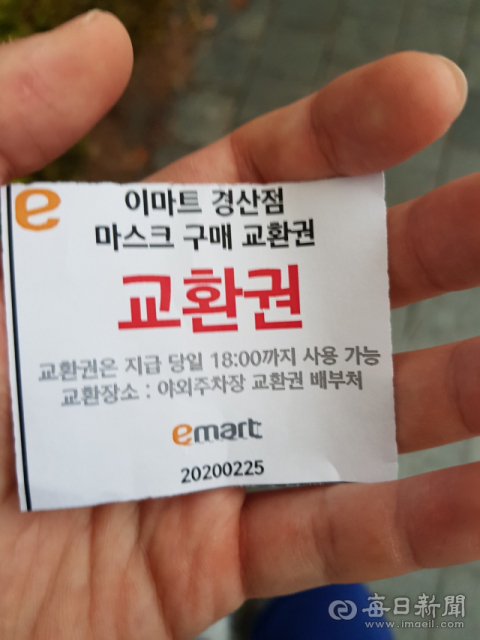 e
이마트 경산점
마스크 구매 교환권
교환권
교환권은 지급 당일 18:00까지 사용 가능
교환장소 : 야외주차장 교환권 배부처
emart
20200225
每日新聞
www.imaeil.com